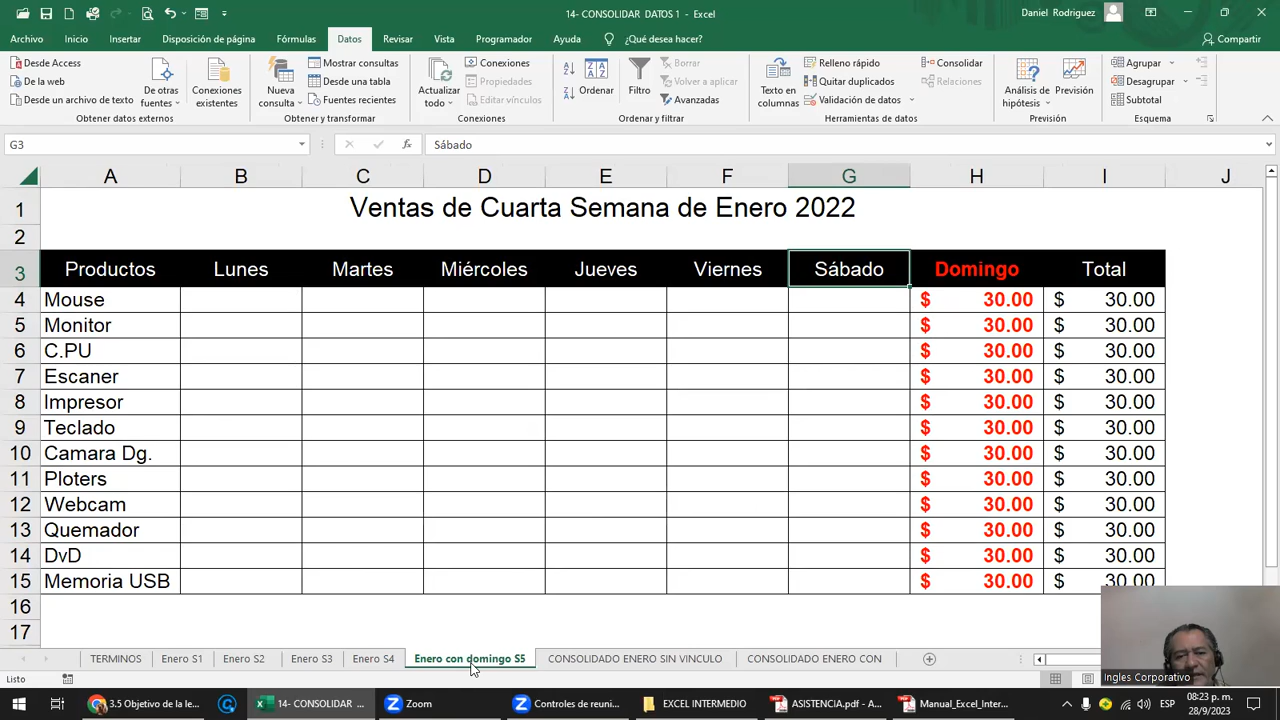 14- CONSOLIDAR DATOS 1 - Excel
Daniel Rodriguez
Archivo Inicio Insertar Disposición de página Fórmulas Datos Revisar Vista Programador Ayuda ¿Qué desea hacer? Compartir
Desde Access
De la web
Desde un archivo de texto
De otras fuentes
Conexiones existentes
Obtener datos externos
Nueva consulta
Mostrar consultas
Desde una tabla
Fuentes recientes
Obtener y transformar
Actualizar todo
Conexiones
Propiedades
Editar vínculos
Conexiones
Ordenar
Filtro
Borrar
Volver a aplicar
Avanzadas
Ordenar y filtrar
Texto en columnas
Relleno rápido
Quitar duplicados
Validación de datos
Consolidar
Relaciones
Herramientas de datos
Análisis de hipótesis
Previsión
Previsión
Agrupar
Desagrupar
Subtotal
Esquema
G3 fx Sábado
A B C D E F G H I J
1 Ventas de Cuarta Semana de Enero 2022
2
3 Productos Lunes Martes Miércoles Jueves Viernes Sábado Domingo Total
4 Mouse $ 30.00 $ 30.00
5 Monitor $ 30.00 $ 30.00
6 C.PU $ 30.00 $ 30.00
7 Escaner $ 30.00 $ 30.00
8 Impresor $ 30.00 $ 30.00
9 Teclado $ 30.00 $ 30.00
10 Camara Dg. $ 30.00 $ 30.00
11 Ploters $ 30.00 $ 30.00
12 Webcam $ 30.00 $ 30.00
13 Quemador $ 30.00 $ 30.00
14 DvD $ 30.00 $ 30.00
15 Memoria USB $ 30.00 $ 30.00
16
17
Ingles Corporativo
TERMINOS Enero S1 Enero S2 Enero S3 Enero S4 Enero con domingo S5 CONSOLIDADO ENERO SIN VINCULO CONSOLIDADO ENERO CON
Listo
3.5 Objetivo de la le... 14- CONSOLIDAR ... Zoom Controles de reuni... EXCEL INTERMEDIO ASISTENCIA.pdf - A... Manual_Excel_Inter... ESP 08:23 p. m.
28/9/2023